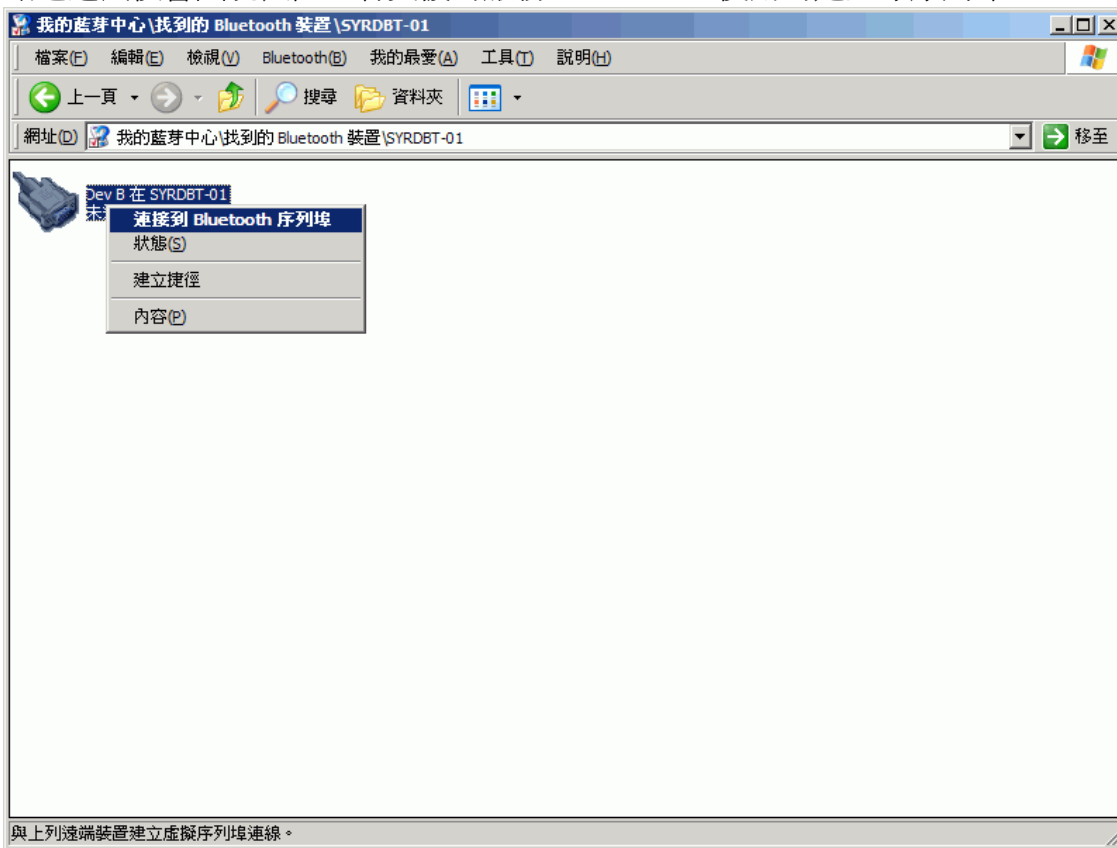 我的藍芽中心\找到的 Bluetooth 裝置\SYRDBT-01
檔案(F) 編輯(E) 檢視(V) Bluetooth(B) 我的最愛(A) 工具(T) 說明(H)
上一頁 搜尋 資料夾
網址(D) 我的藍芽中心\找到的 Bluetooth 裝置\SYRDBT-01 移至
Dev B 在 SYRDBT-01
未
連接到 Bluetooth 序列埠
狀態(S)
建立捷徑
內容(P)
與上列遠端裝置建立虛擬序列埠連線。